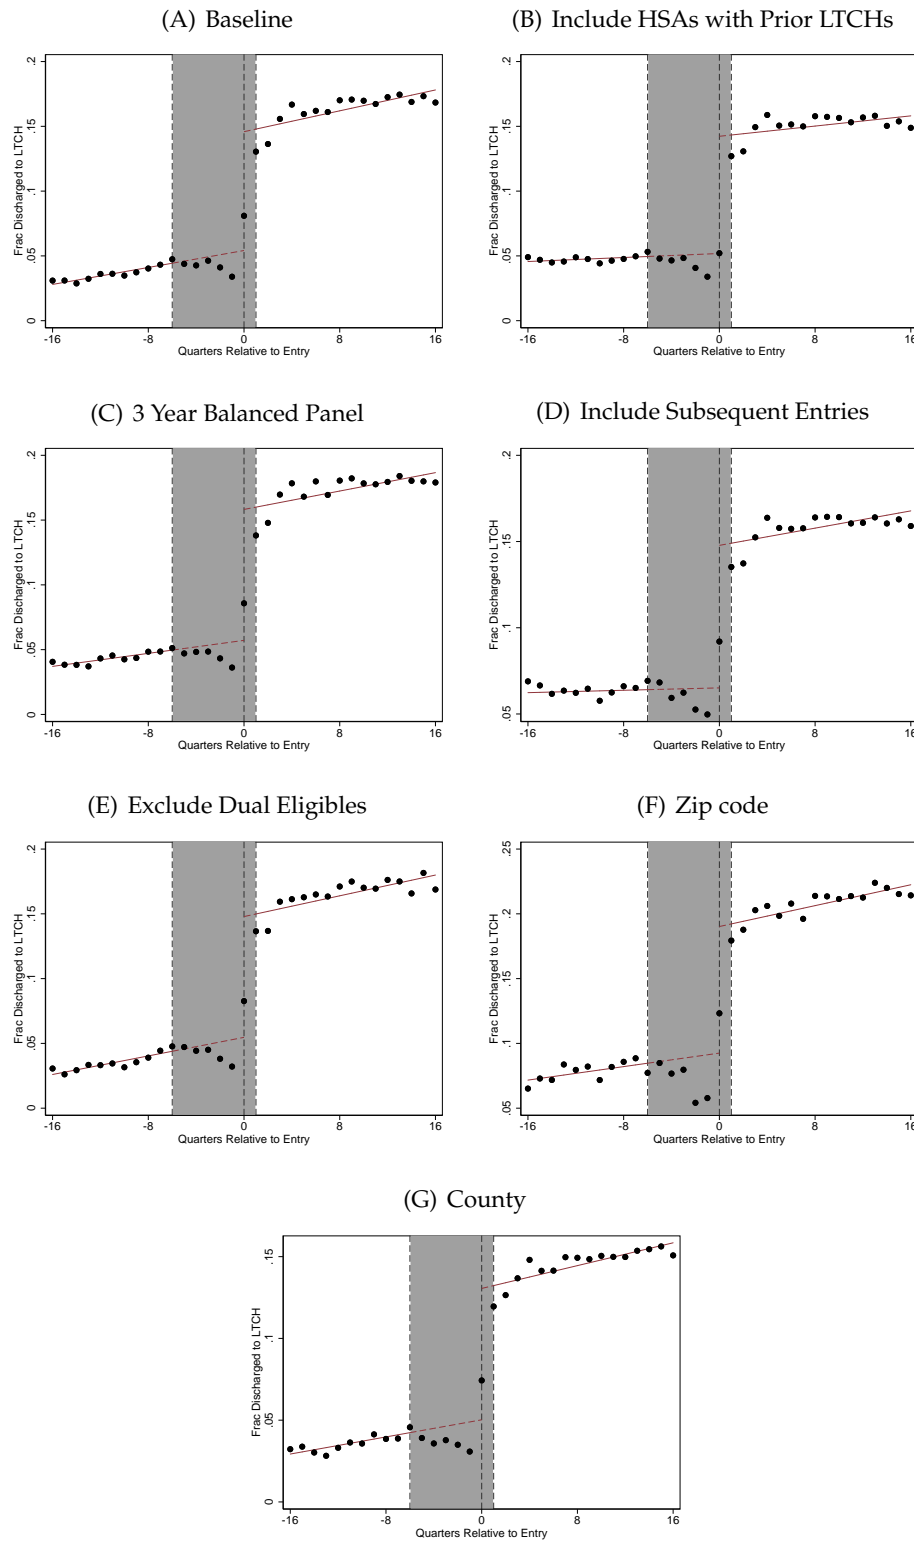 (A) Baseline
Frac Discharged to LTCH
0 .05 .1 .15 .2
-16 -8 0 8 16
Quarters Relative to Entry
(B) Include HSAs with Prior LTCHs
Frac Discharged to LTCH
0 .05 .1 .15 .2
-16 -8 0 8 16
Quarters Relative to Entry
(C) 3 Year Balanced Panel
Frac Discharged to LTCH
0 .05 .1 .15 .2
-16 -8 0 8 16
Quarters Relative to Entry
(D) Include Subsequent Entries
Frac Discharged to LTCH
.05 .1 .15 .2
-16 -8 0 8 16
Quarters Relative to Entry
(E) Exclude Dual Eligibles
Frac Discharged to LTCH
0 .05 .1 .15 .2
-16 -8 0 8 16
Quarters Relative to Entry
(F) Zip code
Frac Discharged to LTCH
.05 .1 .15 .2 .25
-16 -8 0 8 16
Quarters Relative to Entry
(G) County
Frac Discharged to LTCH
0 .05 .1 .15
-16 -8 0 8 16
Quarters Relative to Entry